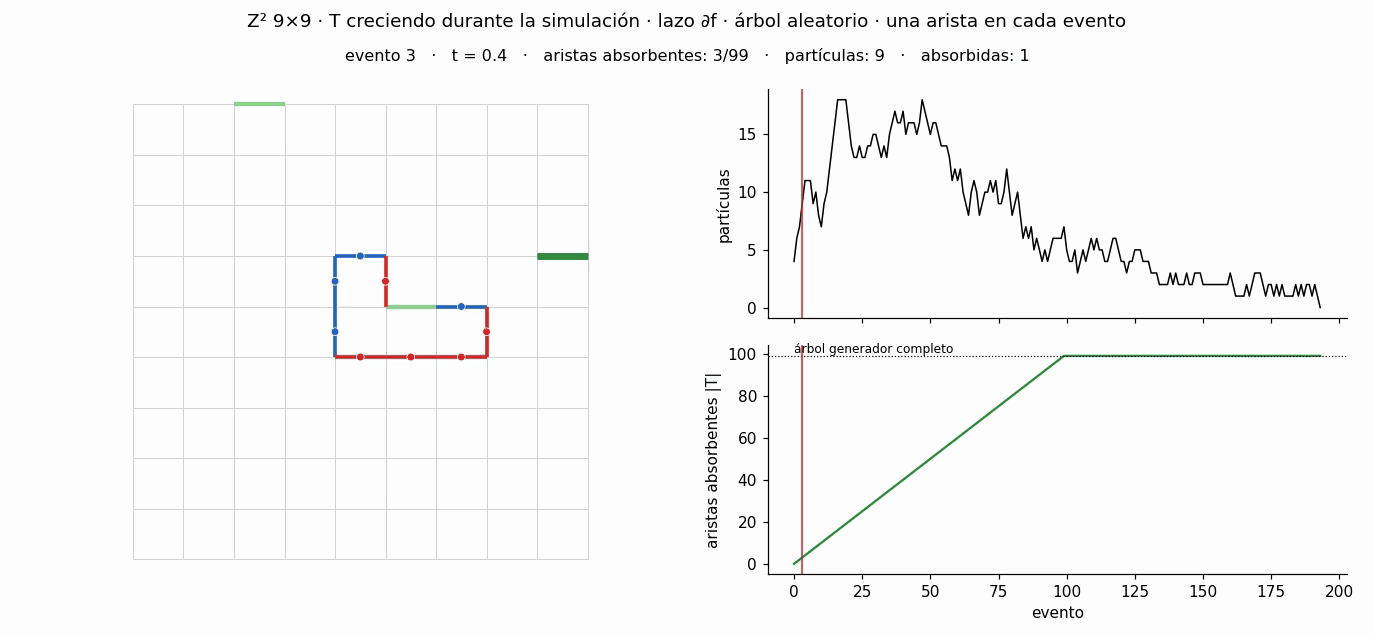 Z² 9×9 · T creciendo durante la simulación · lazo ∂f · árbol aleatorio · una arista en cada evento
evento 3 · t = 0.4 · aristas absorbentes: 3/99 · partículas: 9 · absorbidas: 1
partículas
15
10
5
0
árbol generador completo
aristas absorbentes |T|
100
80
60
40
20
0
0 25 50 75 100 125 150 175 200
evento